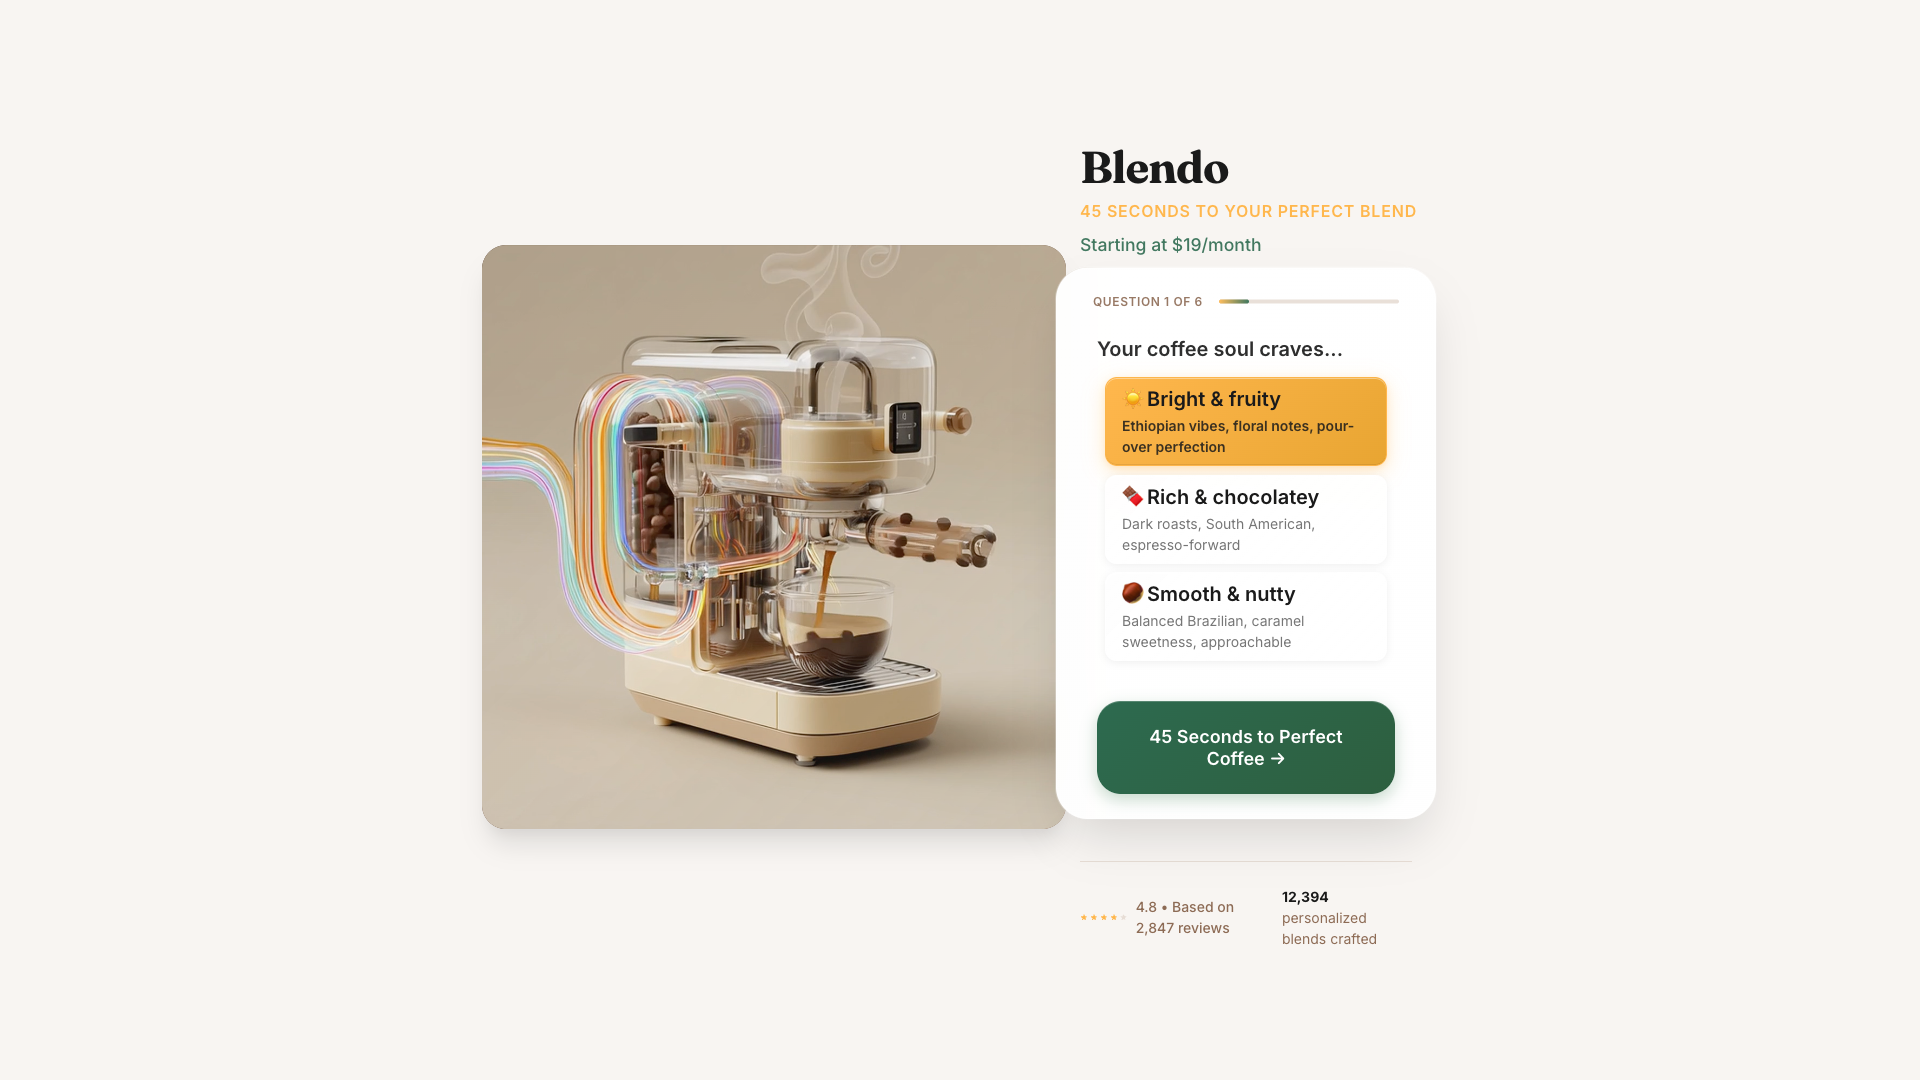 Blendo
45 SECONDS TO YOUR PERFECT BLEND
Starting at $19/month
QUESTION 1 OF 6
Your coffee soul craves...
☀️ Bright & fruity
Ethiopian vibes, floral notes, pour-
over perfection
🍫 Rich & chocolatey
Dark roasts, South American,
espresso-forward
🌰 Smooth & nutty
Balanced Brazilian, caramel
sweetness, approachable
45 Seconds to Perfect
Coffee →
★★★★★
4.8 • Based on
2,847 reviews
12,394
personalized
blends crafted